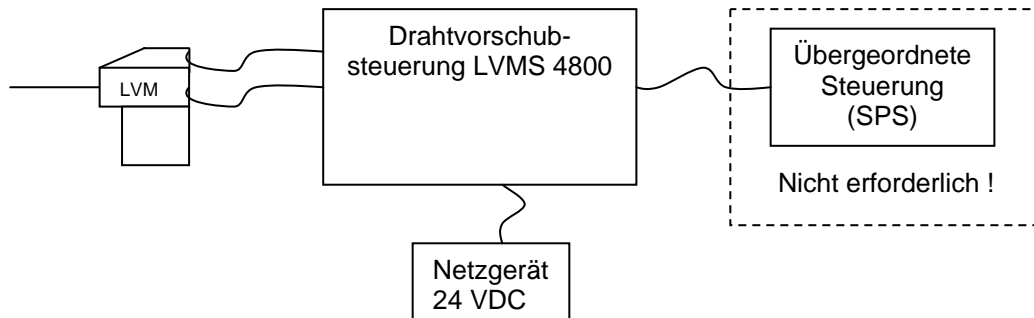 Drahtvorschub-
steuerung LVMS 4800
LVM
Übergeordnete
Steuerung
(SPS)
Nicht erforderlich !
Netzgerät
24 VDC